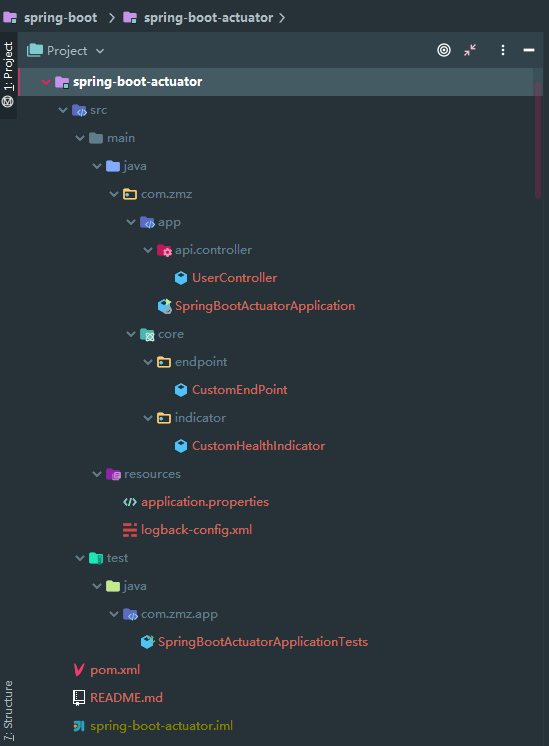 spring-boot > spring-boot-actuator >
1: Project
Project
spring-boot-actuator
src
main
java
com.zmz
app
api.controller
UserController
SpringBootActuatorApplication
core
endpoint
CustomEndPoint
indicator
CustomHealthIndicator
resources
application.properties
logback-config.xml
test
java
com.zmz.app
SpringBootActuatorApplicationTests
pom.xml
README.md
spring-boot-actuator.iml
7: Structure